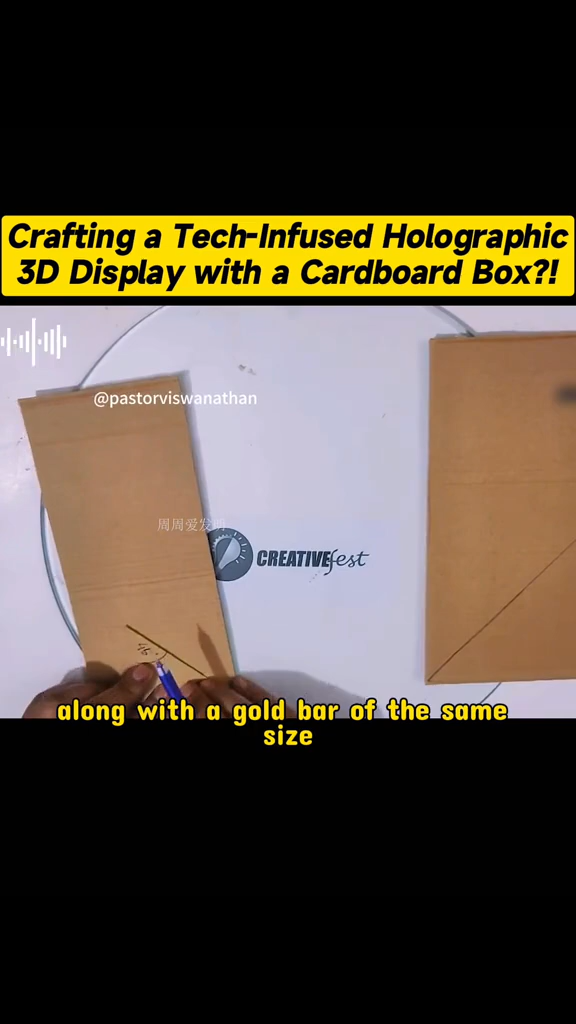 Crafting a Tech-Infused Holographic
3D Display with a Cardboard Box?!
@pastorviswanathan
周周爱发明
CREATIVEfest
along with a gold bar of the same
size